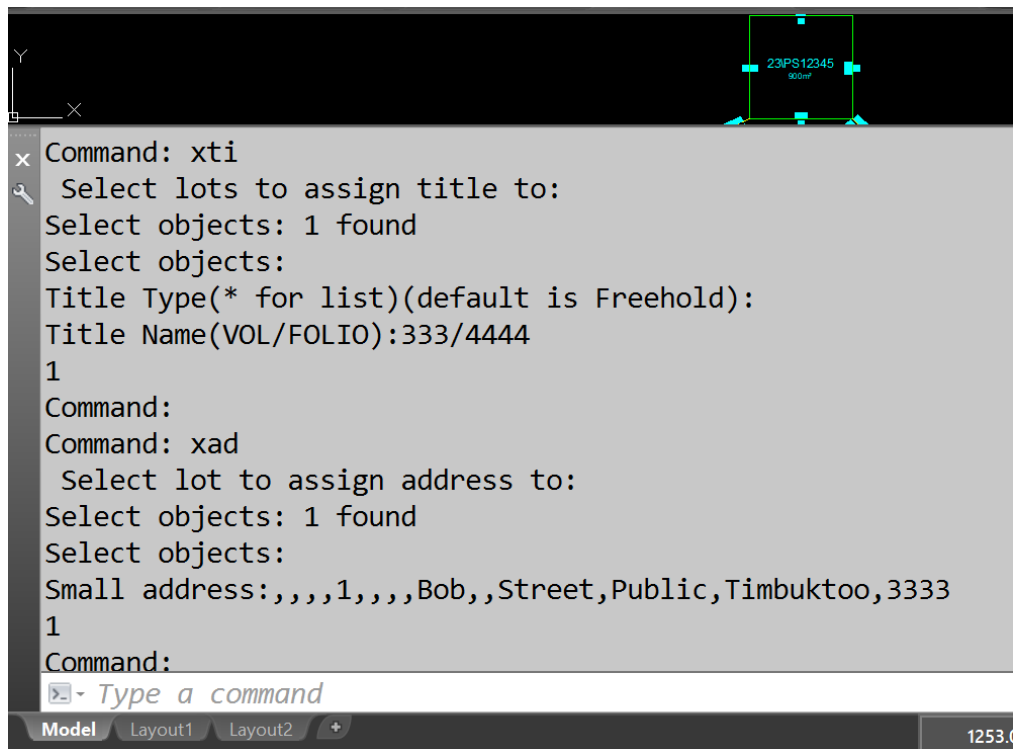 23\PS12345
900m²
Y
X
Command: xti
Select lots to assign title to:
Select objects: 1 found
Select objects:
Title Type(* for list)(default is Freehold):
Title Name(VOL/FOLIO):333/4444
1
Command:
Command: xad
Select lot to assign address to:
Select objects: 1 found
Select objects:
Small address:,,,,1,,,,Bob,,Street,Public,Timbuktoo,3333
1
Command:
Type a command
Model Layout1 Layout2 +
1253.0